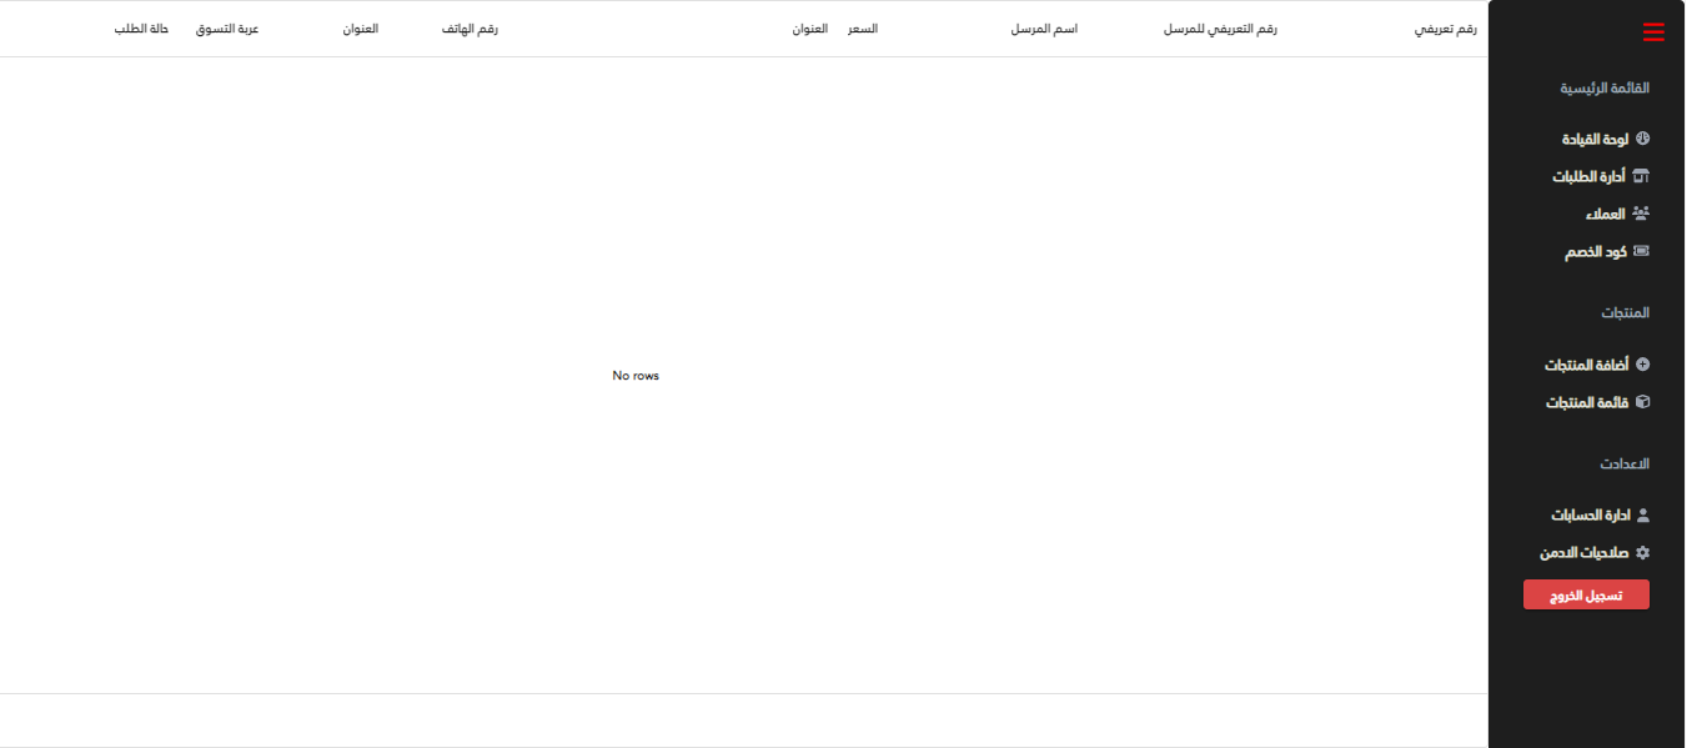 رقم تعريفي
رقم التعريفي للمرسل
اسم المرسل
السعر
العنوان
رقم الهاتف
العنوان
عربة التسوق
حالة الطلب
القائمة الرئيسية
لوحة القيادة
أدارة الطلبات
العملاء
كود الخصم
المنتجات
أضافة المنتجات
قائمة المنتجات
الاعدادت
ادارة الحسابات
صلاحيات الادمن
تسجيل الخروج
No rows